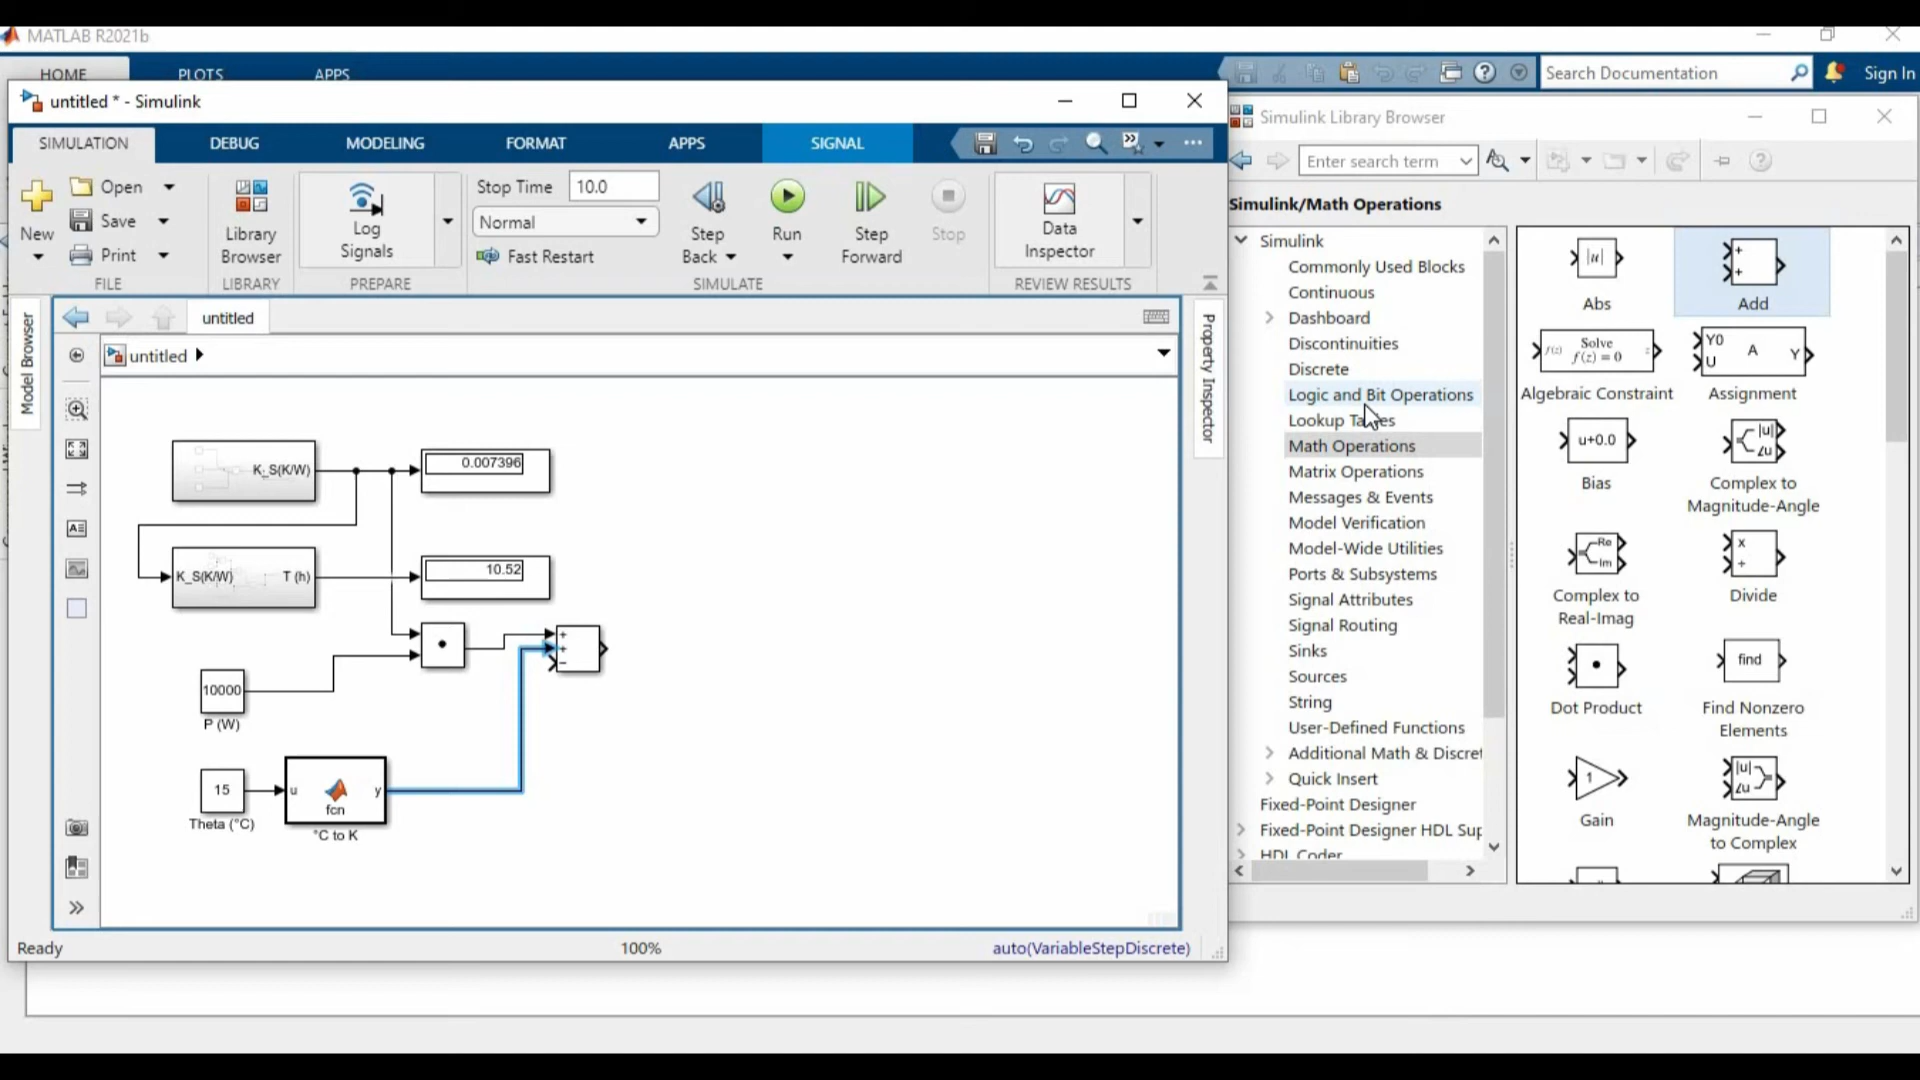 MATLAB R2021b
HOME
PLOTS
APPS
Search Documentation
Sign In
untitled * - Simulink
SIMULATION
DEBUG
MODELING
FORMAT
APPS
SIGNAL
New
Open
Save
Print
FILE
Library
Browser
LIBRARY
Log
Signals
PREPARE
Stop Time
10.0
Normal
Fast Restart
Step
Back
Run
Step
Forward
Stop
SIMULATE
Data
Inspector
REVIEW RESULTS
Model Browser
untitled
untitled
Property Inspector
K_S(K/W)
0.007396
K_S(K/W)
T (h)
10.52
10000
P (W)
+
+
−
15
Theta (°C)
u
fcn
y
°C to K
Ready
100%
auto(VariableStepDiscrete)
Simulink Library Browser
Enter search term
Simulink/Math Operations
Simulink
Commonly Used Blocks
Continuous
Dashboard
Discontinuities
Discrete
Logic and Bit Operations
Math Operations
Matrix Operations
Messages & Events
Model Verification
Model-Wide Utilities
Ports & Subsystems
Signal Attributes
Signal Routing
Sinks
Sources
String
User-Defined Functions
Additional Math & Discret
Quick Insert
Fixed-Point Designer
Fixed-Point Designer HDL Sup
HDL Coder
|u|
Abs
+
+
Add
f(z)
Solve
f(z) = 0
z
Algebraic Constraint
Y0
U
A
Y
Assignment
u+0.0
Bias
|u|
∠u
Complex to
Magnitude-Angle
Re
Im
Complex to
Real-Imag
×
÷
Divide
Dot Product
find
Find Nonzero
Elements
1
Gain
|u|
∠u
Magnitude-Angle
to Complex